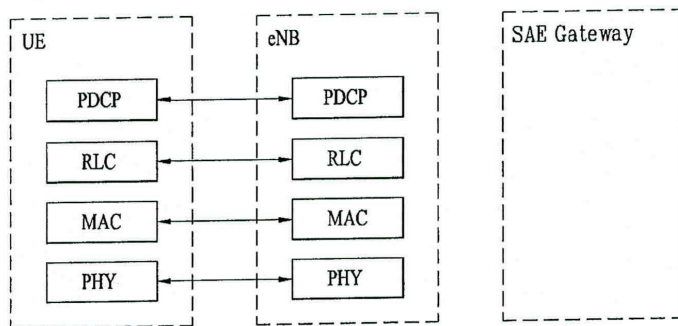 UE
eNB
SAE Gateway
PDCP
PDCP
RLC
RLC
MAC
MAC
PHY
PHY